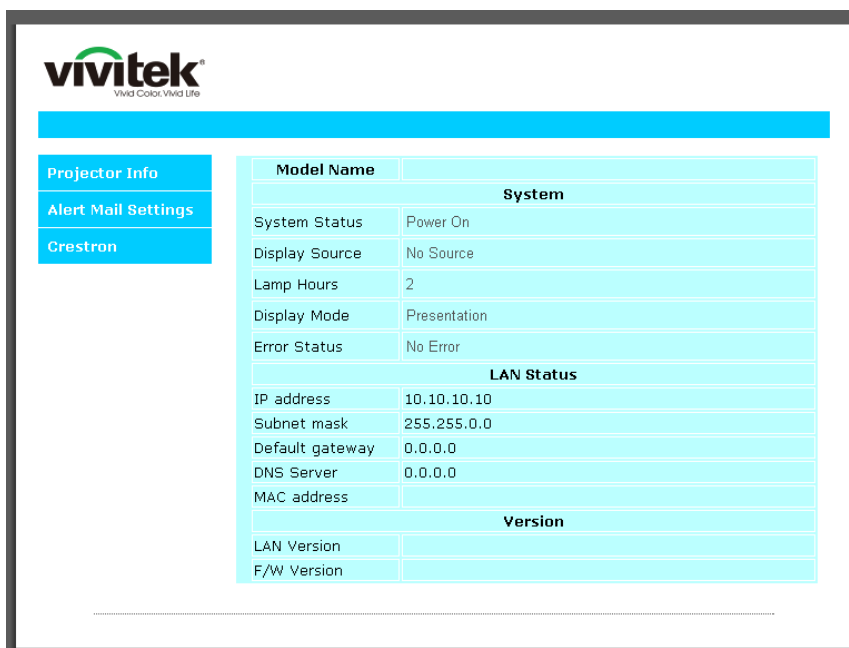 vivitek®
Vivid Color. Vivid Life
Projector Info
Alert Mail Settings
Crestron
Model Name
System
System Status Power On
Display Source No Source
Lamp Hours 2
Display Mode Presentation
Error Status No Error
LAN Status
IP address 10.10.10.10
Subnet mask 255.255.0.0
Default gateway 0.0.0.0
DNS Server 0.0.0.0
MAC address
Version
LAN Version
F/W Version